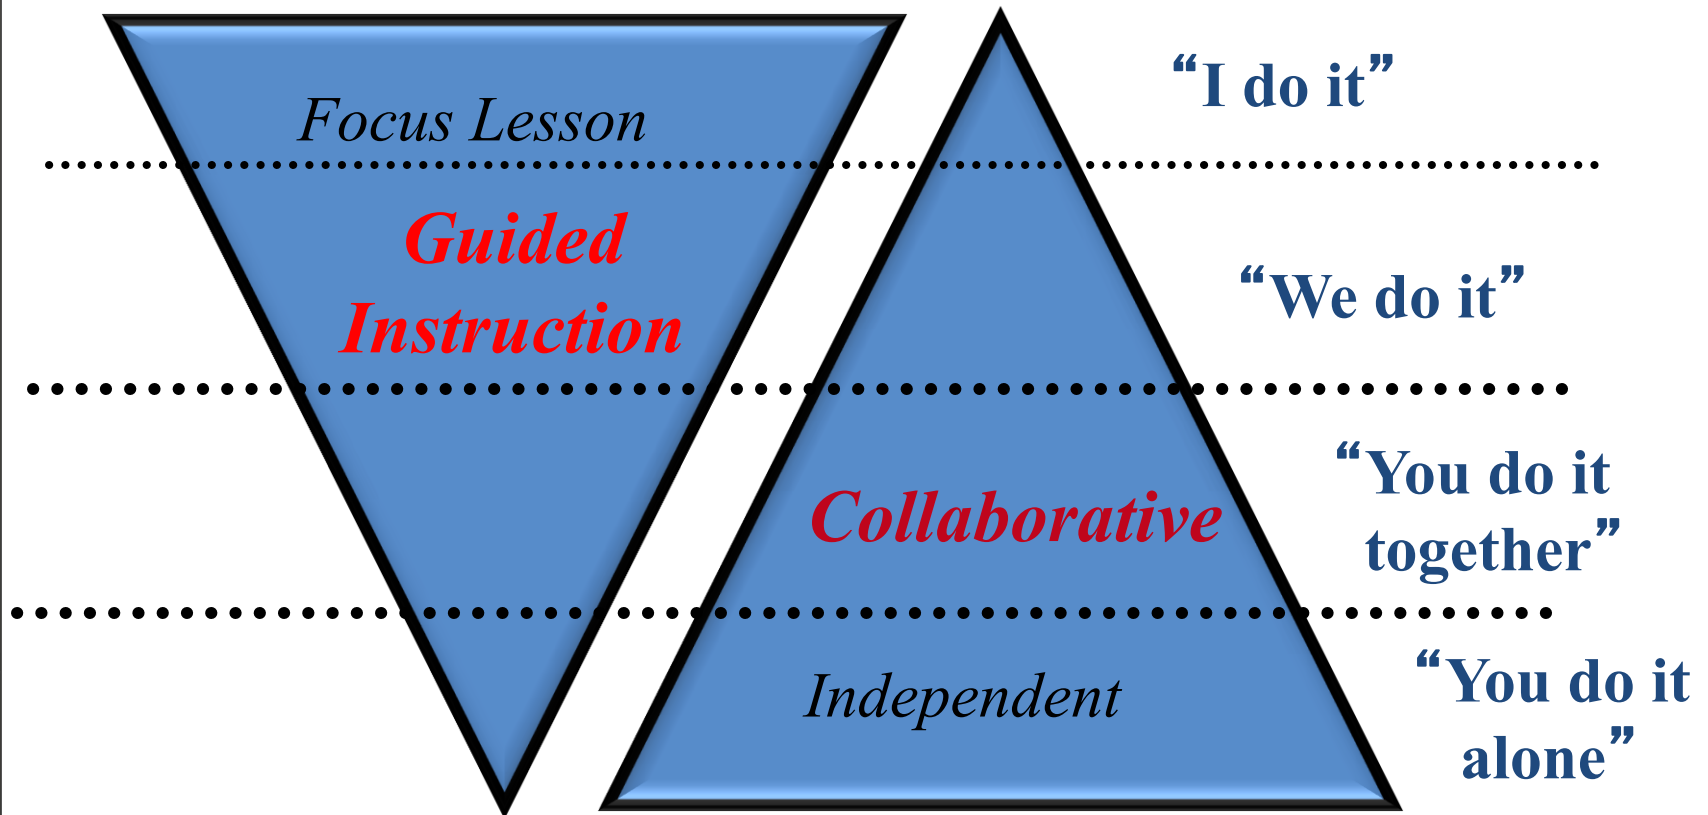 Focus Lesson
“I do it”
Guided
Instruction
“We do it”
Collaborative
“You do it
together”
Independent
“You do it
alone”